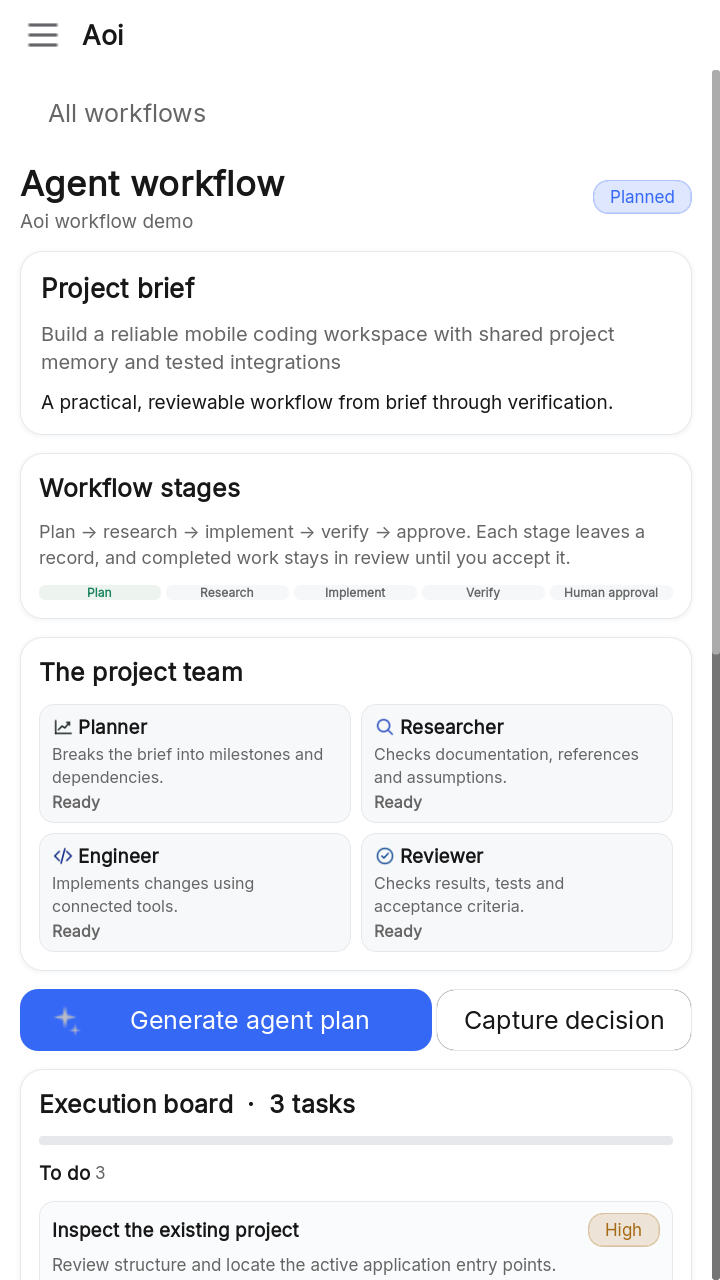 Aoi
All workflows
Agent workflow
Aoi workflow demo
Planned
Project brief
Build a reliable mobile coding workspace with shared project
memory and tested integrations
A practical, reviewable workflow from brief through verification.
Workflow stages
Plan → research → implement → verify → approve. Each stage leaves a
record, and completed work stays in review until you accept it.
Plan
Research
Implement
Verify
Human approval
The project team
Planner
Breaks the brief into milestones and
dependencies.
Ready
Researcher
Checks documentation, references
and assumptions.
Ready
Engineer
Implements changes using
connected tools.
Ready
Reviewer
Checks results, tests and
acceptance criteria.
Ready
Generate agent plan
Capture decision
Execution board · 3 tasks
To do 3
Inspect the existing project
High
Review structure and locate the active application entry points.